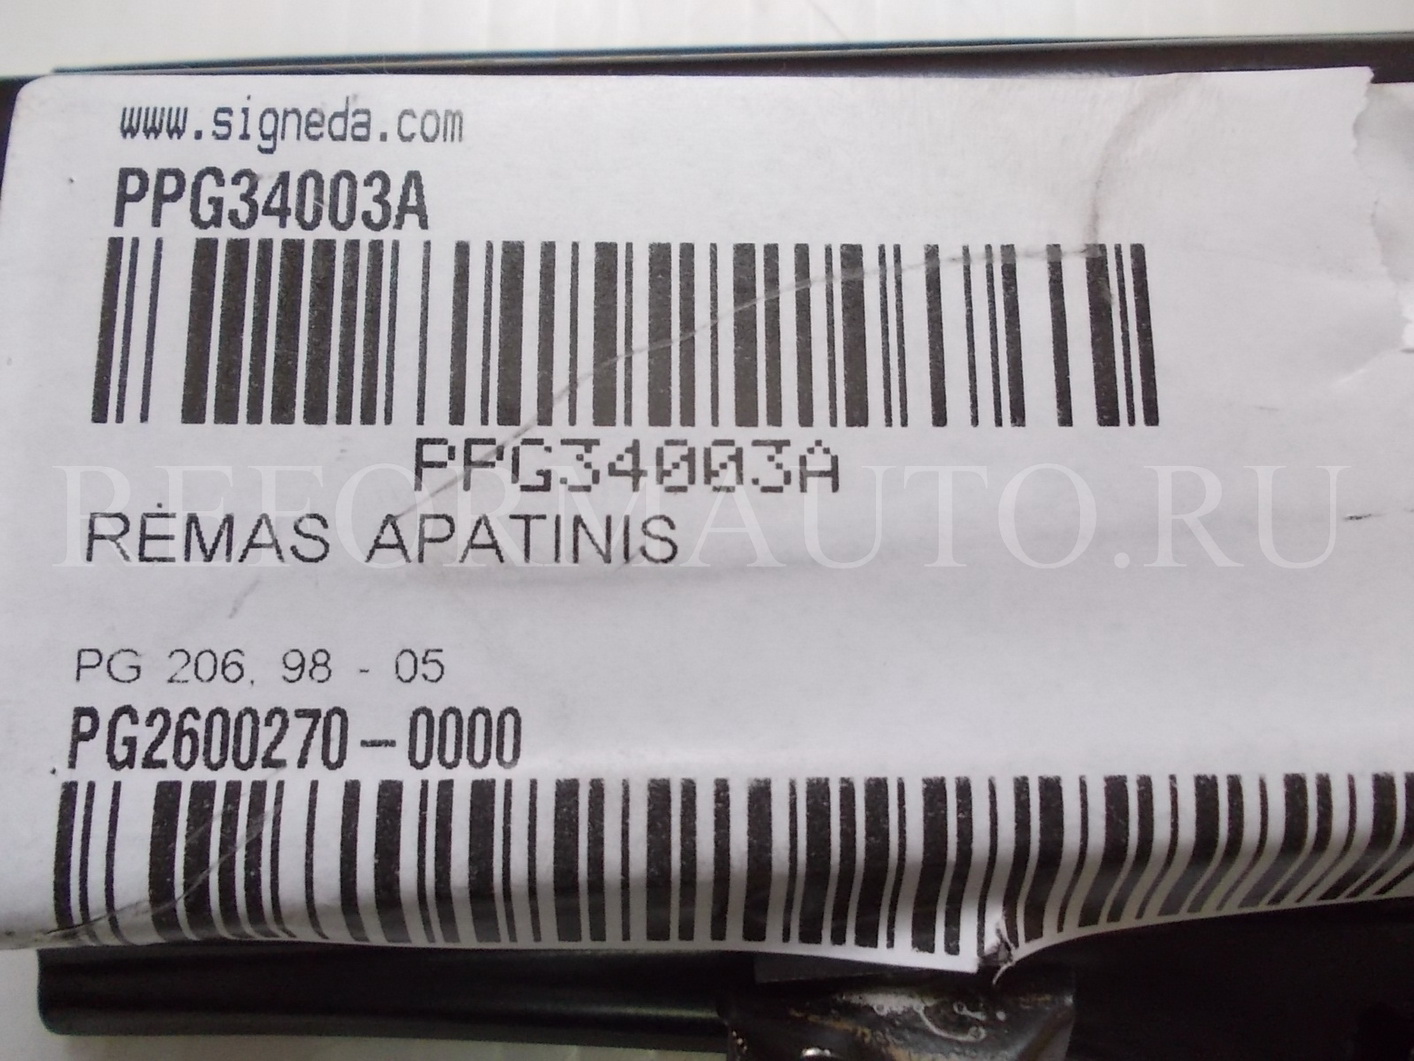 www.signeda.com
PPG34003A
PPG34003A
REFORMAUTO.RU
RĖMAS APATINIS
PG 206, 98 - 05
PG2600270-0000